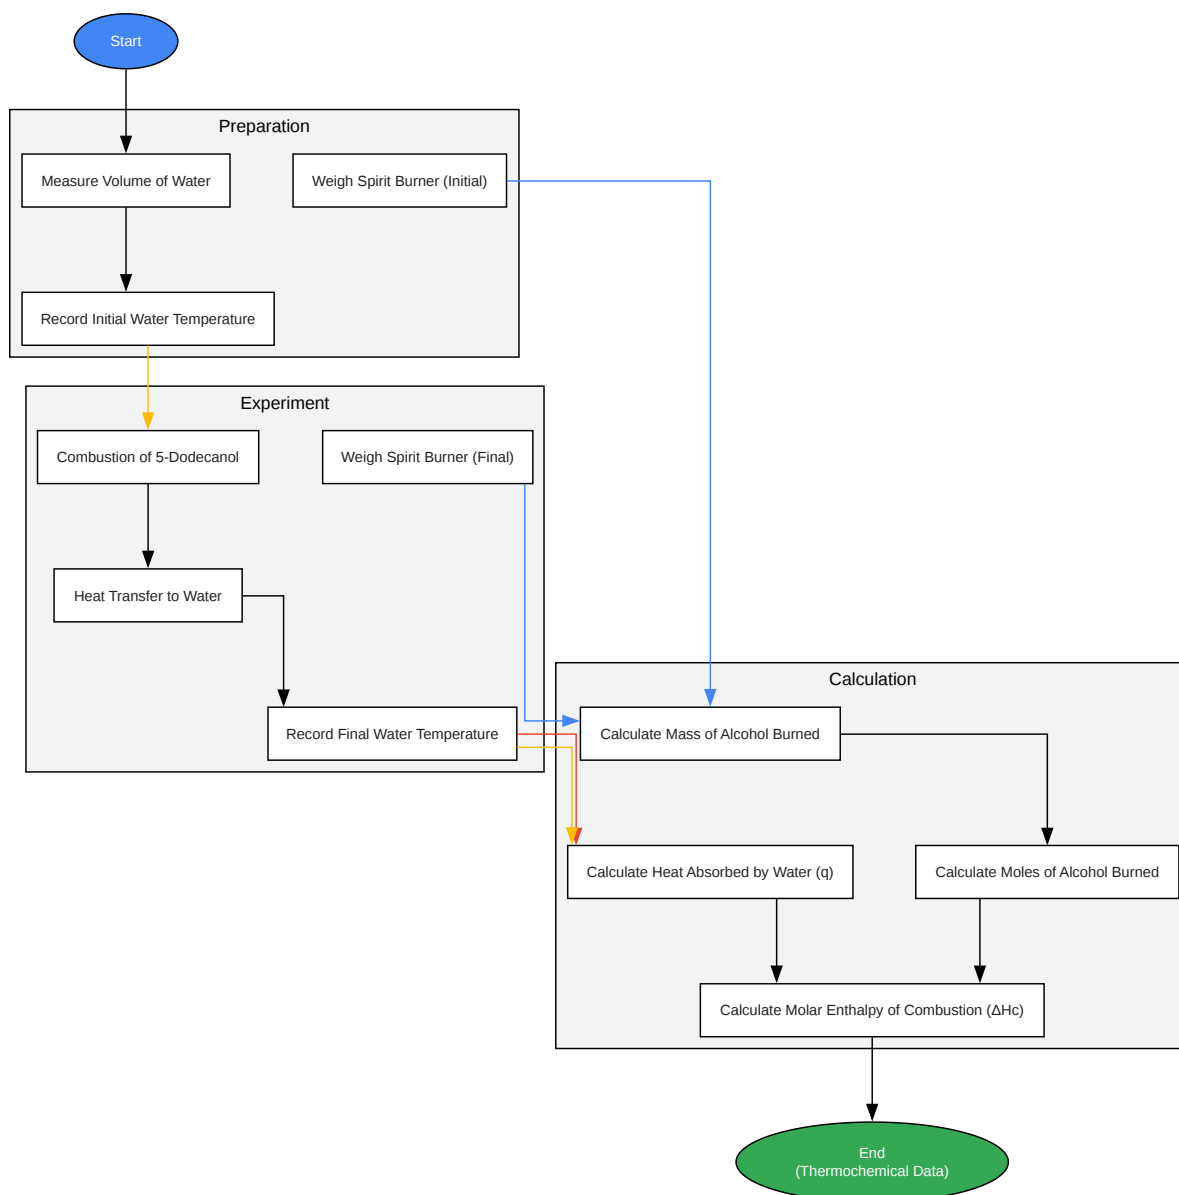 Start
Preparation
Measure Volume of Water
Weigh Spirit Burner (Initial)
Record Initial Water Temperature
Experiment
Combustion of 5-Dodecanol
Weigh Spirit Burner (Final)
Heat Transfer to Water
Record Final Water Temperature
Calculation
Calculate Mass of Alcohol Burned
Calculate Heat Absorbed by Water (q)
Calculate Moles of Alcohol Burned
Calculate Molar Enthalpy of Combustion (ΔHc)
End
(Thermochemical Data)